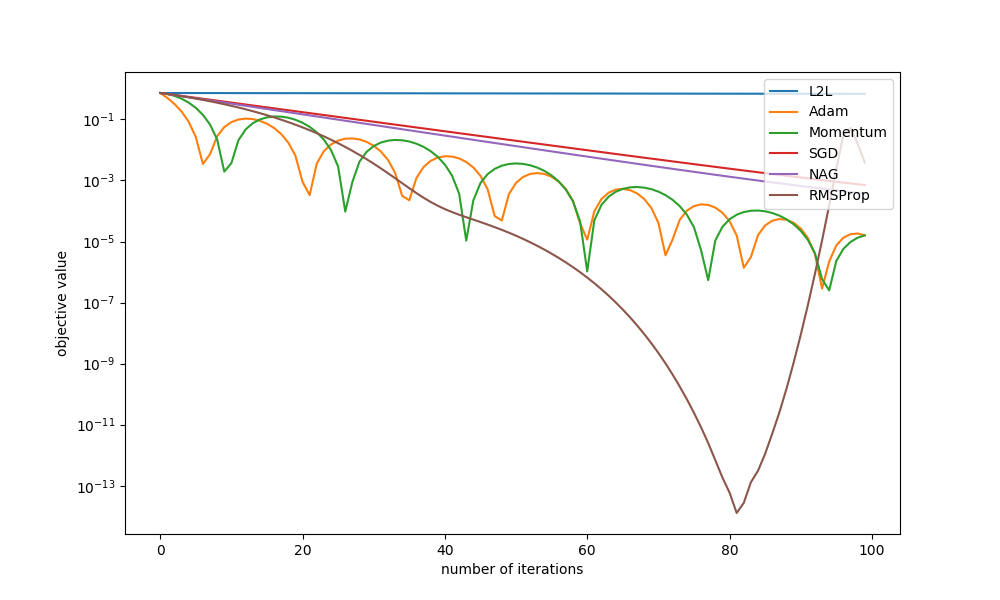 L2L
Adam
Momentum
SGD
NAG
RMSProp
10⁻¹
10⁻³
10⁻⁵
10⁻⁷
10⁻⁹
10⁻¹¹
10⁻¹³
objective value
0 20 40 60 80 100
number of iterations